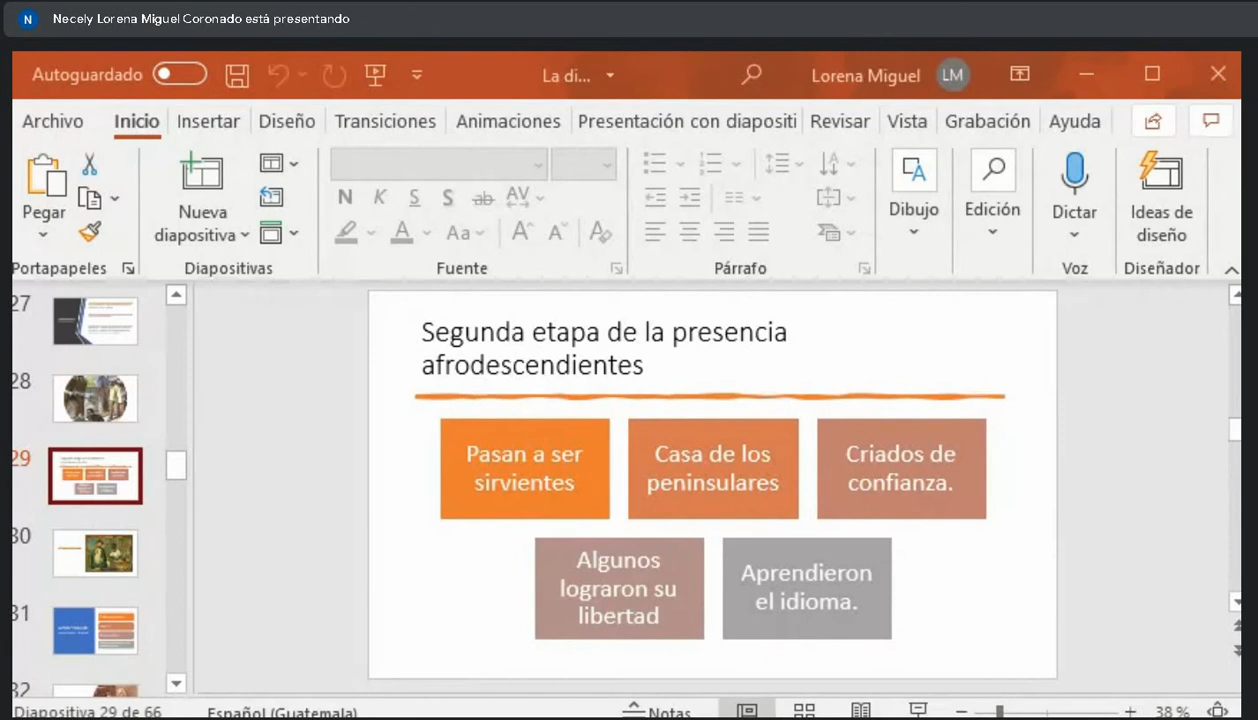 N Necely Lorena Miguel Coronado está presentando
Autoguardado La di... Lorena Miguel LM
Archivo Inicio Insertar Diseño Transiciones Animaciones Presentación con diapositi Revisar Vista Grabación Ayuda
Pegar
Nueva
diapositiva
N K S S ab AV
A Aa A A A
Dibujo
Edición
Dictar
Ideas de
diseño
Portapapeles Diapositivas Fuente Párrafo Voz Diseñador
27
28
29
30
31
32
Segunda etapa de la presencia
afrodescendientes
Pasan a ser
sirvientes
Casa de los
peninsulares
Criados de
confianza.
Algunos
lograron su
libertad
Aprendieron
el idioma.
Diapositiva 29 de 66 Español (Guatemala) Notas 38 %